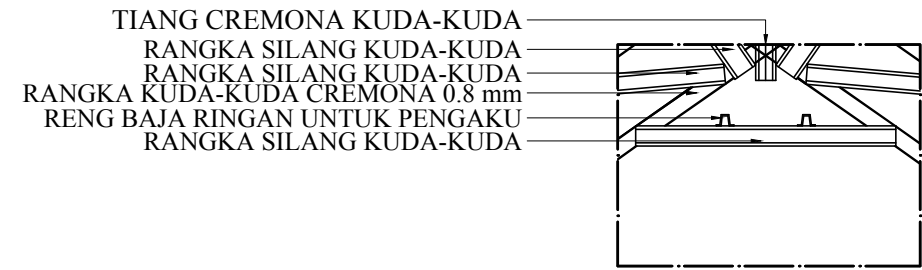 TIANG CREMONA KUDA-KUDA
RANGKA SILANG KUDA-KUDA
RANGKA SILANG KUDA-KUDA
RANGKA KUDA-KUDA CREMONA 0.8 mm
RENG BAJA RINGAN UNTUK PENGAKU
RANGKA SILANG KUDA-KUDA